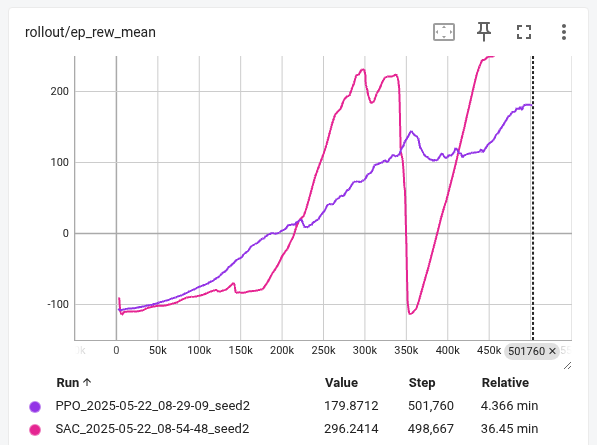 rollout/ep_rew_mean
200
100
0
-100
0 50k 100k 150k 200k 250k 300k 350k 400k 450k 501760 ✕
Run ↑ Value Step Relative
PPO_2025-05-22_08-29-09_seed2 179.8712 501,760 4.366 min
SAC_2025-05-22_08-54-48_seed2 296.2414 498,667 36.45 min